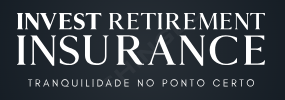 INVEST RETIREMENT
INSURANCE
TRANQUILIDADE NO PONTO CERTO